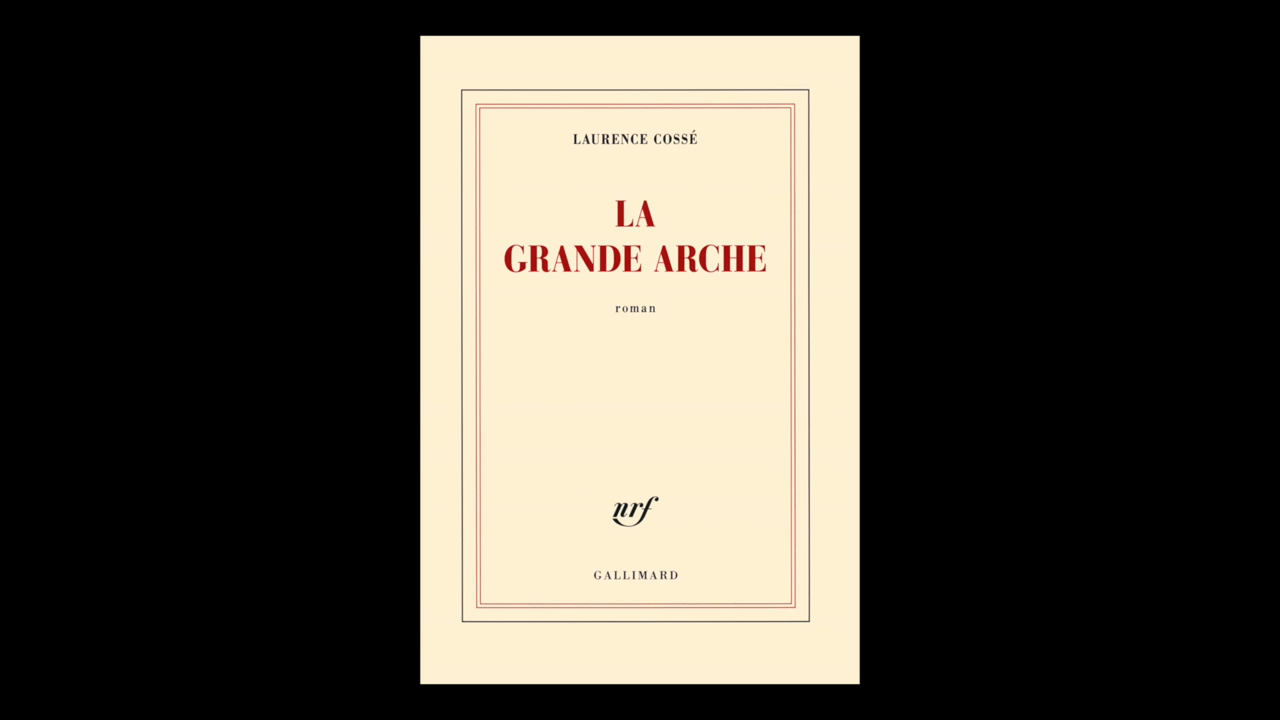 LAURENCE COSSÉ
LA
GRANDE ARCHE
roman
nrf
GALLIMARD